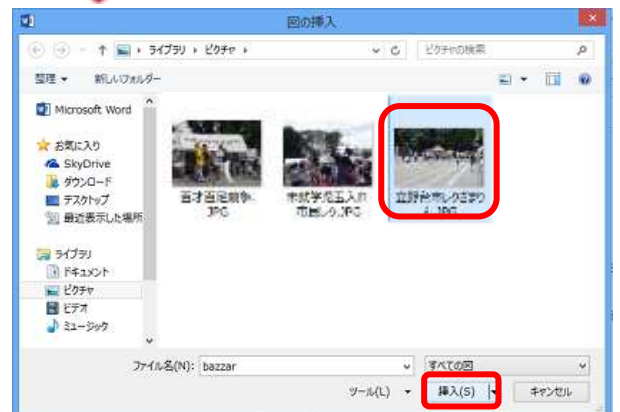 図の挿入
ライブラリ ▸ ピクチャ ▸
ピクチャの検索
整理 ▼ 新しいフォルダー
Microsoft Word
お気に入り
SkyDrive
ダウンロード
デスクトップ
最近表示した場所
ライブラリ
ドキュメント
ピクチャ
ビデオ
ミュージック
JPG
JPG
JPG
ファイル名(N): bazzar
すべての図
ツール(L) ▼ 挿入(S) ▼ キャンセル